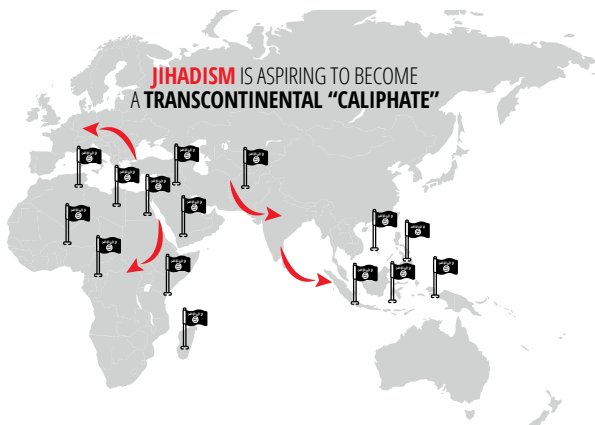 JIHADISM IS ASPIRING TO BECOME
A TRANSCONTINENTAL “CALIPHATE”